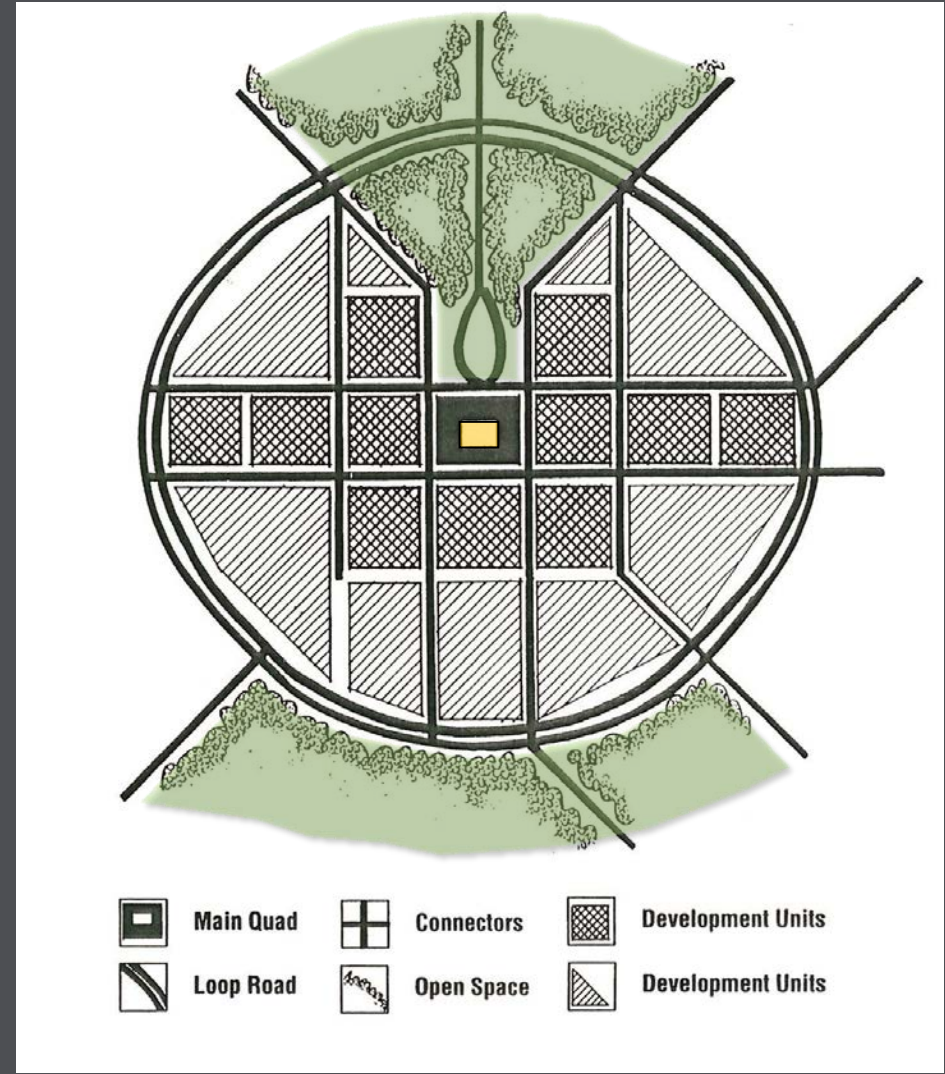 Main Quad
Connectors
Development Units
Loop Road
Open Space
Development Units